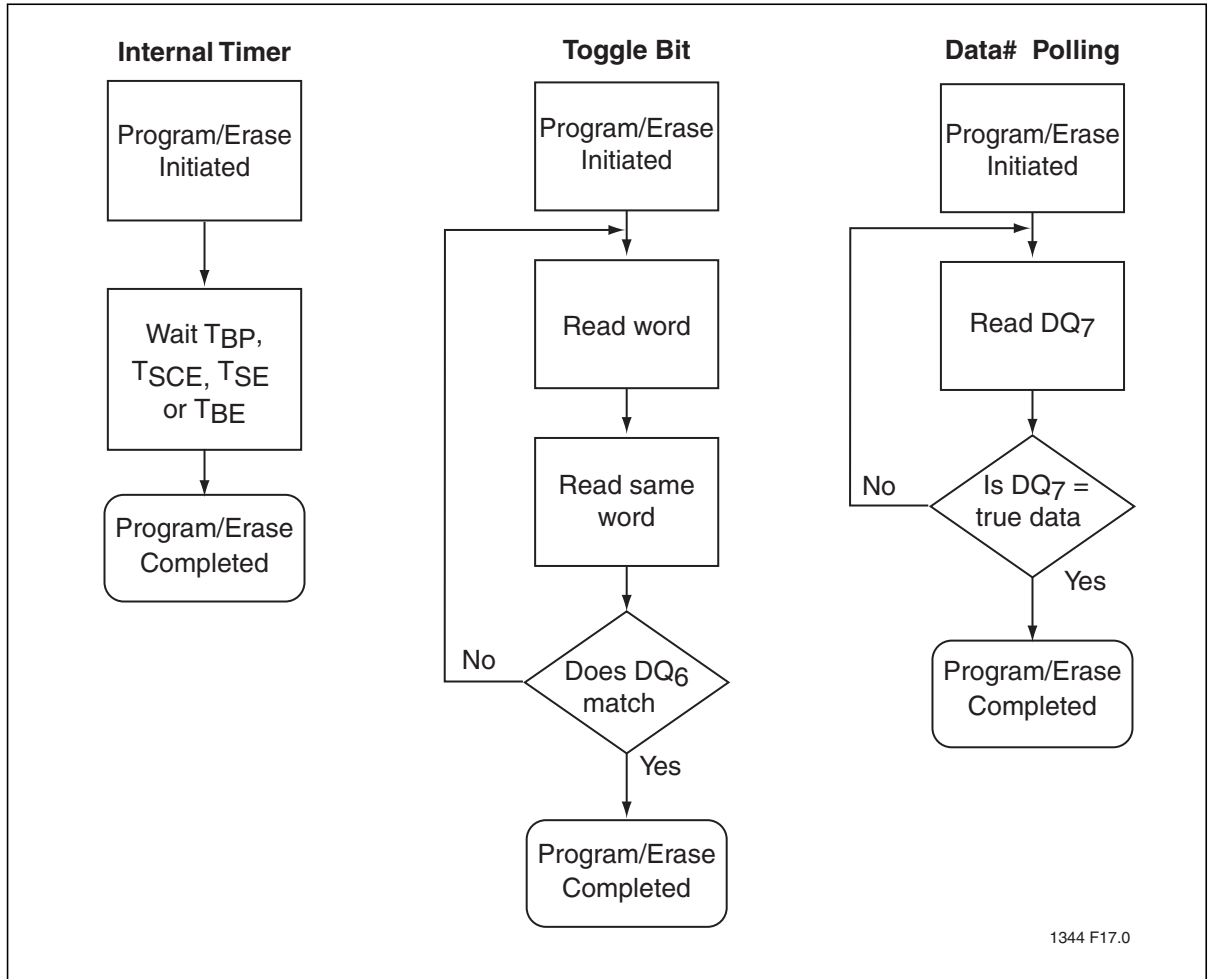 Internal Timer
Program/Erase
Initiated
Wait TBP,
TSCE, TSE
or TBE
Program/Erase
Completed
Toggle Bit
Program/Erase
Initiated
Read word
Read same
word
No
Does DQ6
match
Yes
Program/Erase
Completed
Data# Polling
Program/Erase
Initiated
Read DQ7
No
Is DQ7 =
true data
Yes
Program/Erase
Completed
1344 F17.0